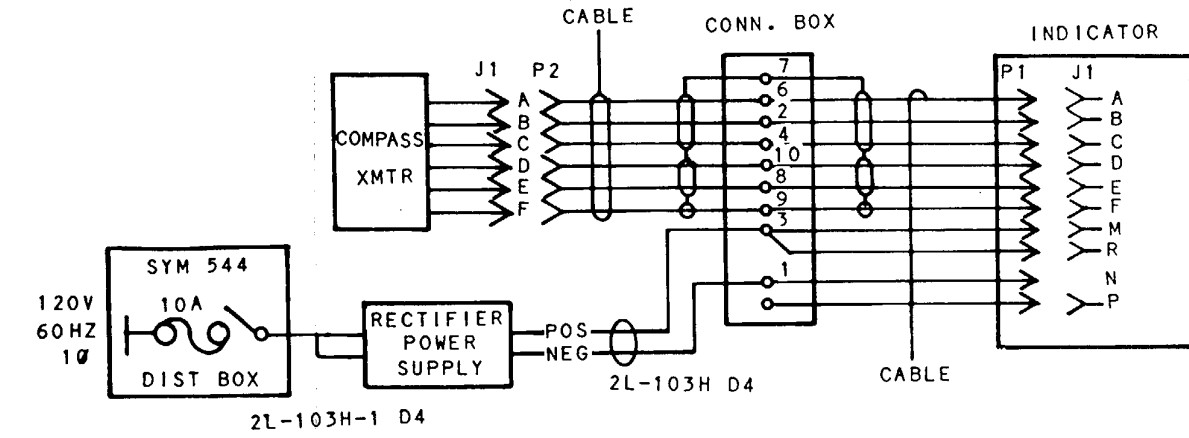 CABLE
CONN. BOX
INDICATOR
J1 P2
P1 J1
COMPASS
XMTR
A
B
C
D
E
F
7
6
2
4
10
8
9
3
1
A
B
C
D
E
F
M
R
N
P
SYM 544
10A
DIST BOX
120V
60HZ
1Ø
RECTIFIER
POWER
SUPPLY
POS
NEG
2L-103H D4
CABLE
2L-103H-1 D4